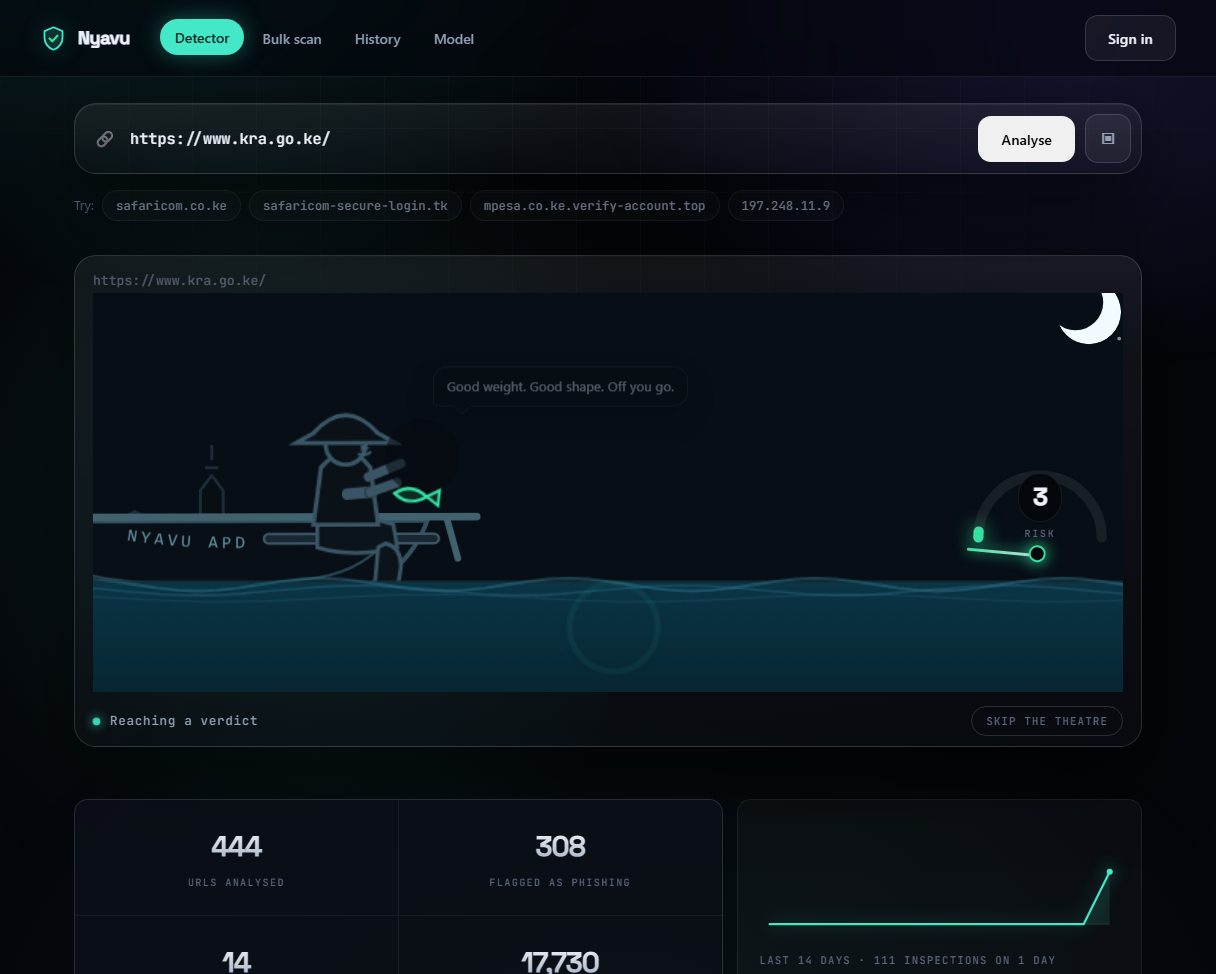 Nyavu
Detector
Bulk scan
History
Model
Sign in
https://www.kra.go.ke/
Analyse
Try:
safaricom.co.ke
safaricom-secure-login.tk
mpesa.co.ke.verify-account.top
197.248.11.9
https://www.kra.go.ke/
Good weight. Good shape. Off you go.
NYAVU APD
3
RISK
Reaching a verdict
SKIP THE THEATRE
444
URLS ANALYSED
308
FLAGGED AS PHISHING
14
17,730
LAST 14 DAYS · 111 INSPECTIONS ON 1 DAY